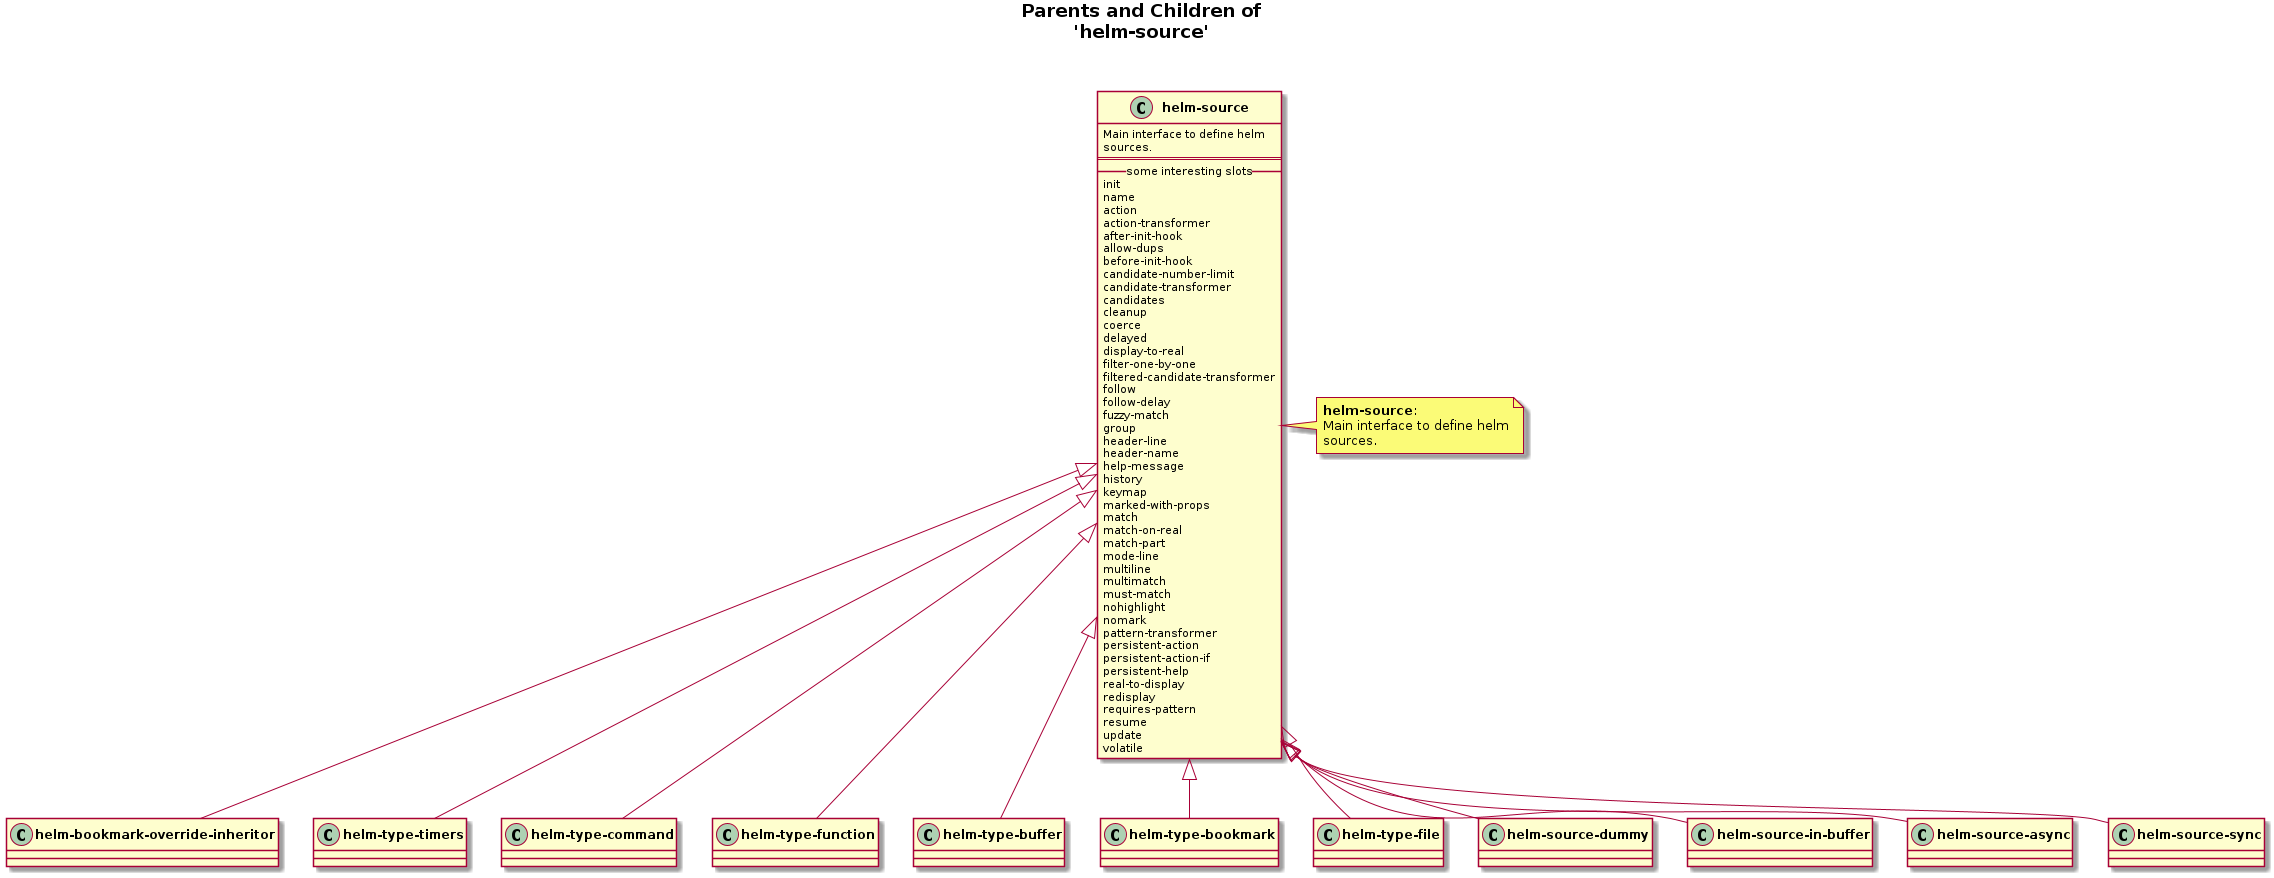 Parents and Children of
'helm-source'
C helm-source
Main interface to define helm
sources.
some interesting slots
init
name
action
action-transformer
after-init-hook
allow-dups
before-init-hook
candidate-number-limit
candidate-transformer
candidates
cleanup
coerce
delayed
display-to-real
filter-one-by-one
filtered-candidate-transformer
follow
follow-delay
fuzzy-match
group
header-line
header-name
help-message
history
keymap
marked-with-props
match
match-on-real
match-part
mode-line
multiline
multimatch
must-match
nohighlight
nomark
pattern-transformer
persistent-action
persistent-action-if
persistent-help
real-to-display
redisplay
requires-pattern
resume
update
volatile
helm-source:
Main interface to define helm
sources.
C helm-bookmark-override-inheritor
C helm-type-timers
C helm-type-command
C helm-type-function
C helm-type-buffer
C helm-type-bookmark
C helm-type-file
C helm-source-dummy
C helm-source-in-buffer
C helm-source-async
C helm-source-sync